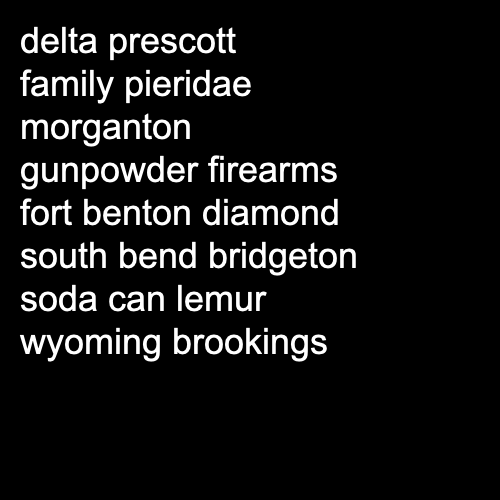 delta prescott
family pieridae
morganton
gunpowder firearms
fort benton diamond
south bend bridgeton
soda can lemur
wyoming brookings